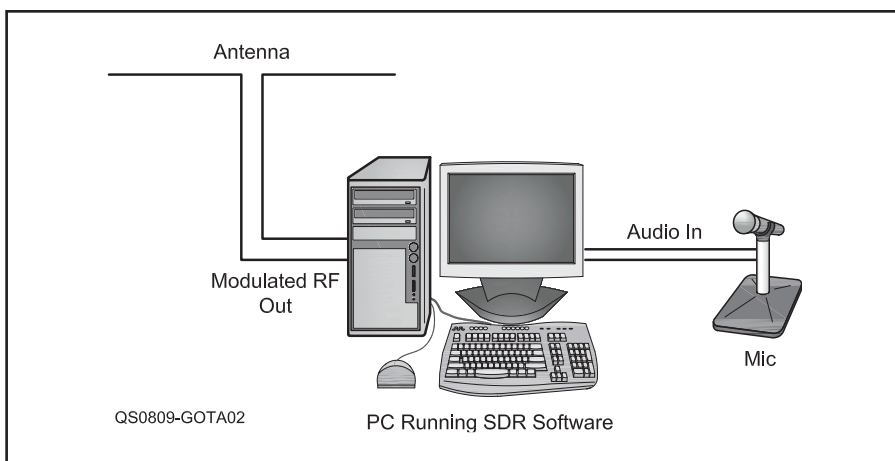 Antenna
Audio In
Modulated RF
Out
Mic
QS0809-GOTA02
PC Running SDR Software